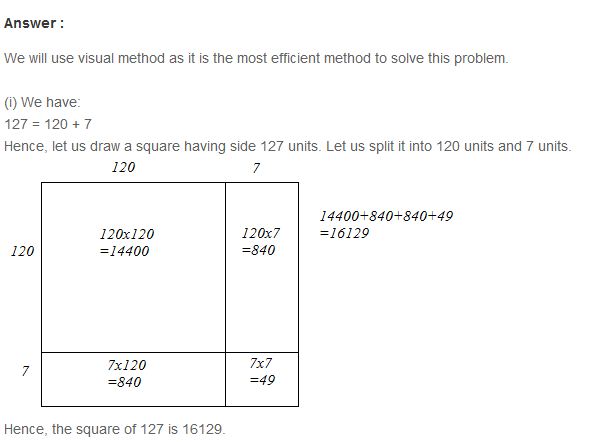 Answer :
We will use visual method as it is the most efficient method to solve this problem.
(i) We have:
127 = 120 + 7
Hence, let us draw a square having side 127 units. Let us split it into 120 units and 7 units.
120 7
120x120
=14400
120x7
=840
14400+840+840+49
=16129
120
7x120
=840
7x7
=49
7
Hence, the square of 127 is 16129.